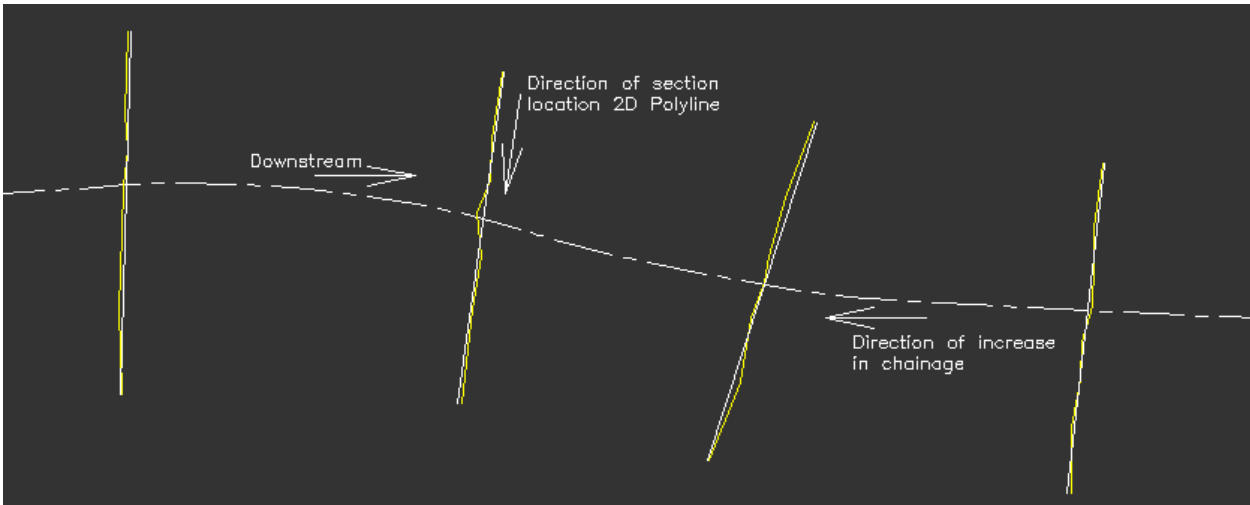 Direction of section
location 2D Polyline
Downstream
Direction of increase
in chainage